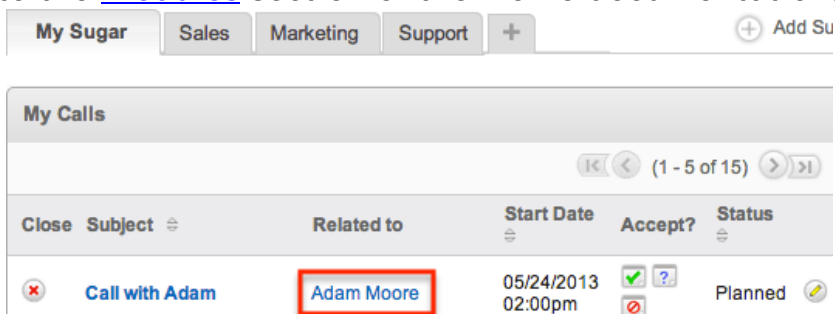 My Sugar Sales Marketing Support + Add Su
My Calls
(1 - 5 of 15)
Close Subject Related to Start Date Accept? Status
Call with Adam Adam Moore 05/24/2013 02:00pm Planned